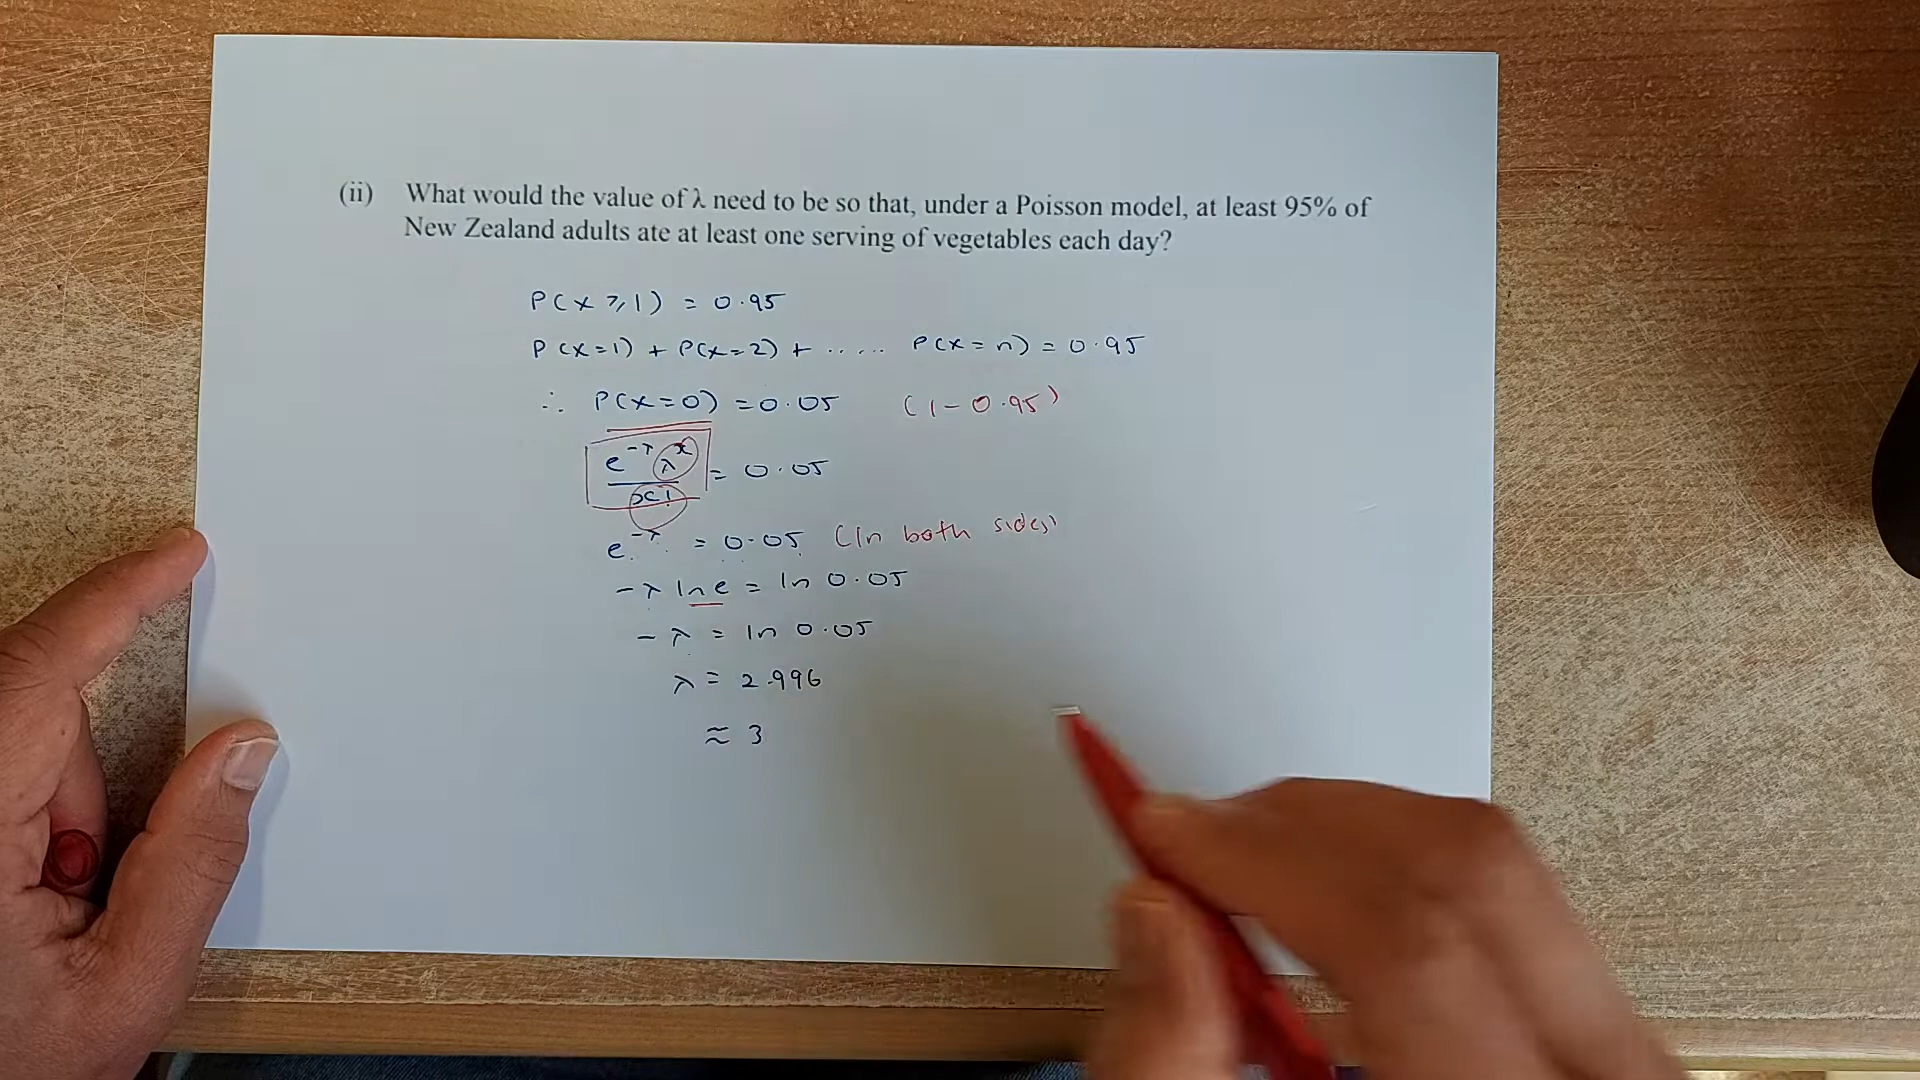 (ii) What would the value of λ need to be so that, under a Poisson model, at least 95% of
New Zealand adults ate at least one serving of vegetables each day?
P(x ≥ 1) = 0.95
P(x=1) + P(x=2) + ..... P(x=n) = 0.95
∴ P(x=0) = 0.05 (1-0.95)
e^-λ λ^x / x! = 0.05
e^-λ = 0.05 (ln both sides)
-λ ln e = ln 0.05
-λ = ln 0.05
λ = 2.996
≈ 3